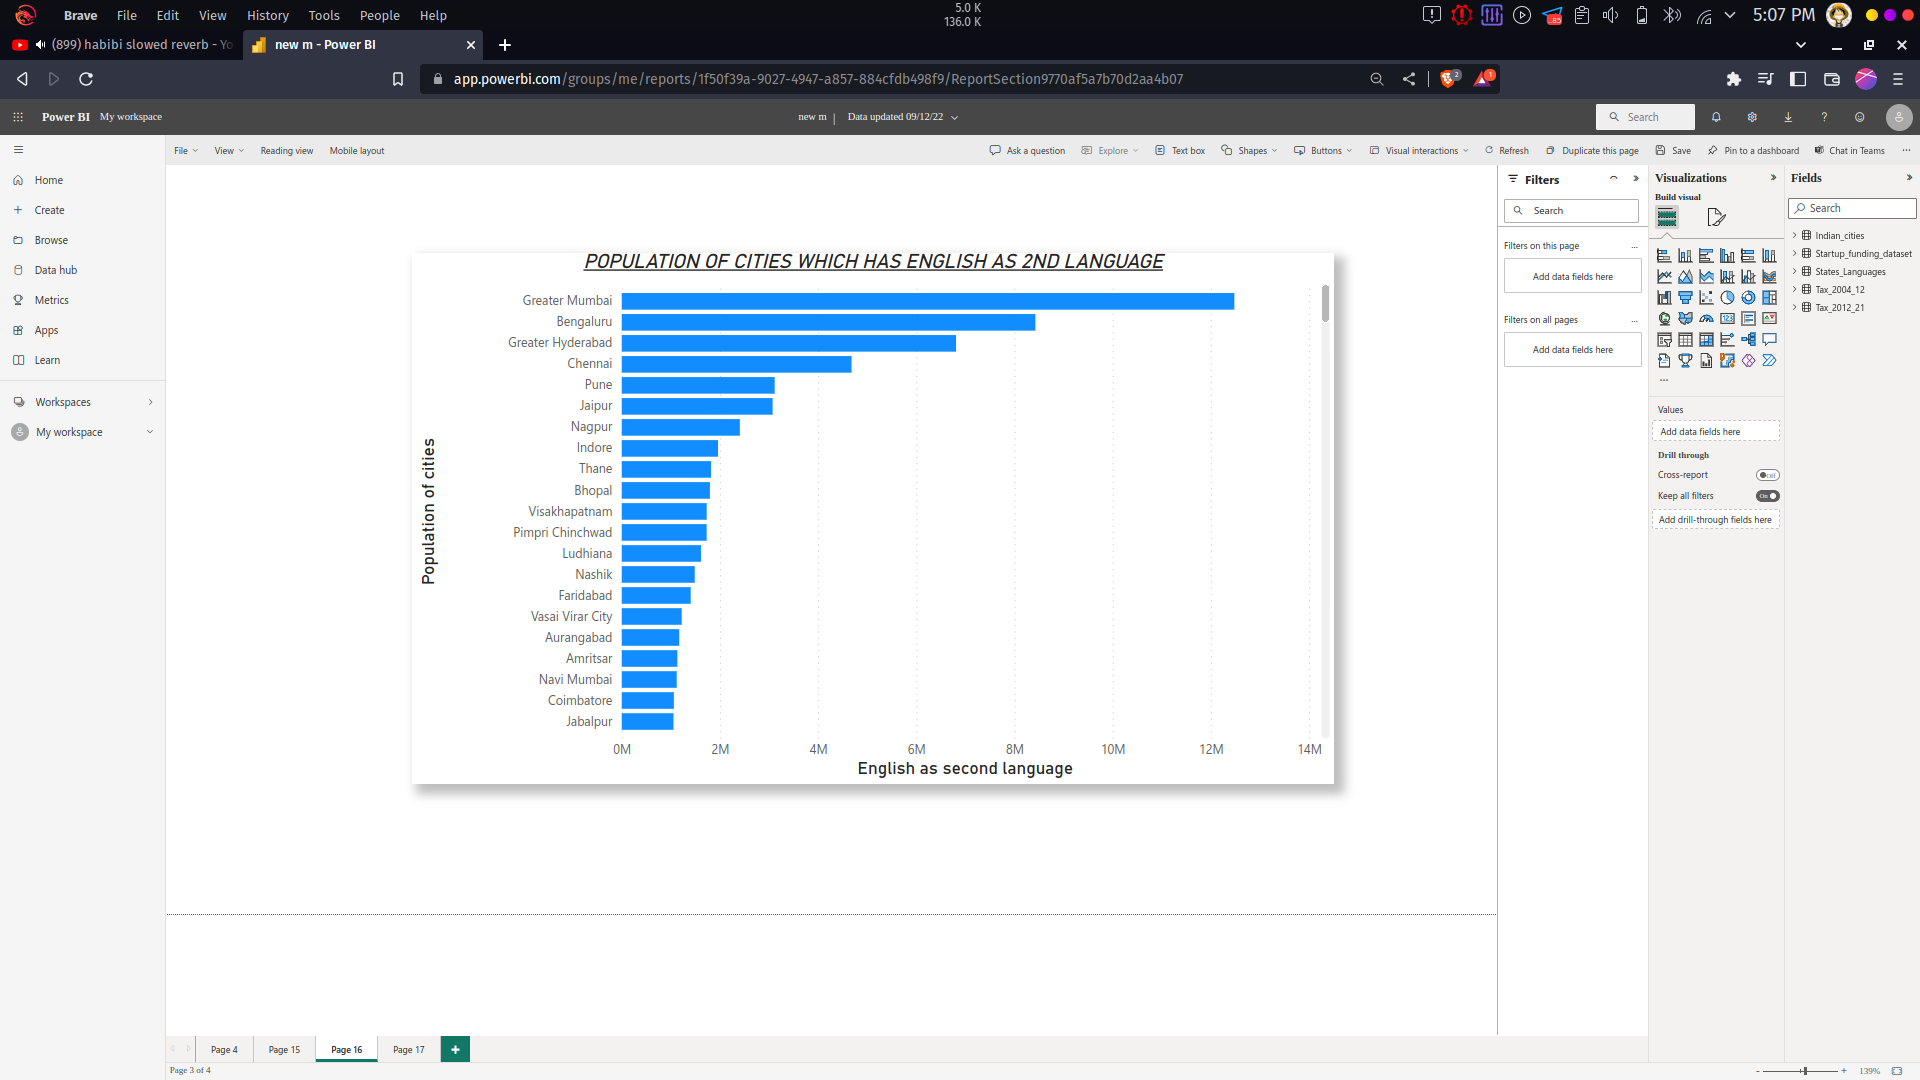 Brave File Edit View History Tools People Help
5.0 K
136.0 K
85
5:07 PM
(899) habibi slowed reverb - Yo
new m - Power BI
app.powerbi.com/groups/me/reports/1f50f39a-9027-4947-a857-884cfdb498f9/ReportSection9770af5a7b70d2aa4b07
2
1
Power BI My workspace
new m | Data updated 09/12/22
Search
File View Reading view Mobile layout
Ask a question Explore Text box Shapes Buttons Visual interactions Refresh Duplicate this page Save Pin to a dashboard Chat in Teams ...
Home
Create
Browse
Data hub
Metrics
Apps
Learn
Workspaces
My workspace
POPULATION OF CITIES WHICH HAS ENGLISH AS 2ND LANGUAGE
Population of cities
Greater Mumbai
Bengaluru
Greater Hyderabad
Chennai
Pune
Jaipur
Nagpur
Indore
Thane
Bhopal
Visakhapatnam
Pimpri Chinchwad
Ludhiana
Nashik
Faridabad
Vasai Virar City
Aurangabad
Amritsar
Navi Mumbai
Coimbatore
Jabalpur
0M 2M 4M 6M 8M 10M 12M 14M
English as second language
Filters
Search
Filters on this page ...
Add data fields here
Filters on all pages ...
Add data fields here
Visualizations
Build visual
...
Values
Add data fields here
Drill through
Cross-report
Off
Keep all filters
On
Add drill-through fields here
Fields
Search
Indian_cities
Startup_funding_dataset
States_Languages
Tax_2004_12
Tax_2012_21
Page 4 Page 15 Page 16 Page 17 +
Page 3 of 4
- + 139%